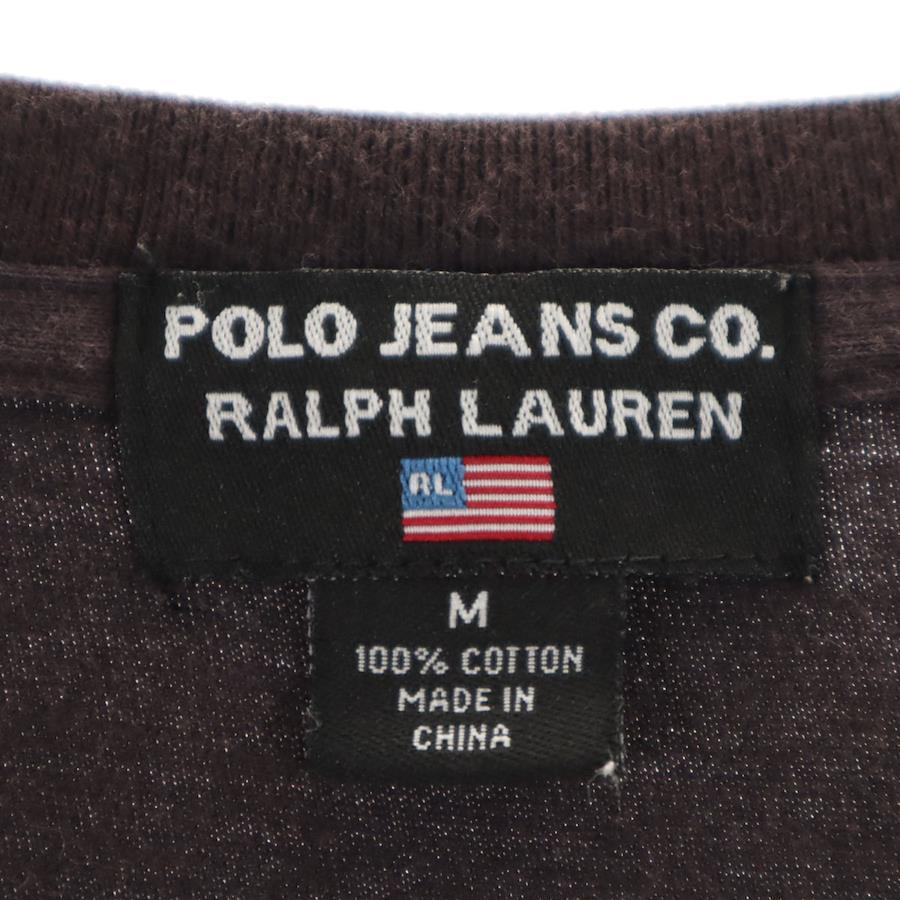 POLO JEANS CO.
RALPH LAUREN
RL
M
100% COTTON
MADE IN
CHINA